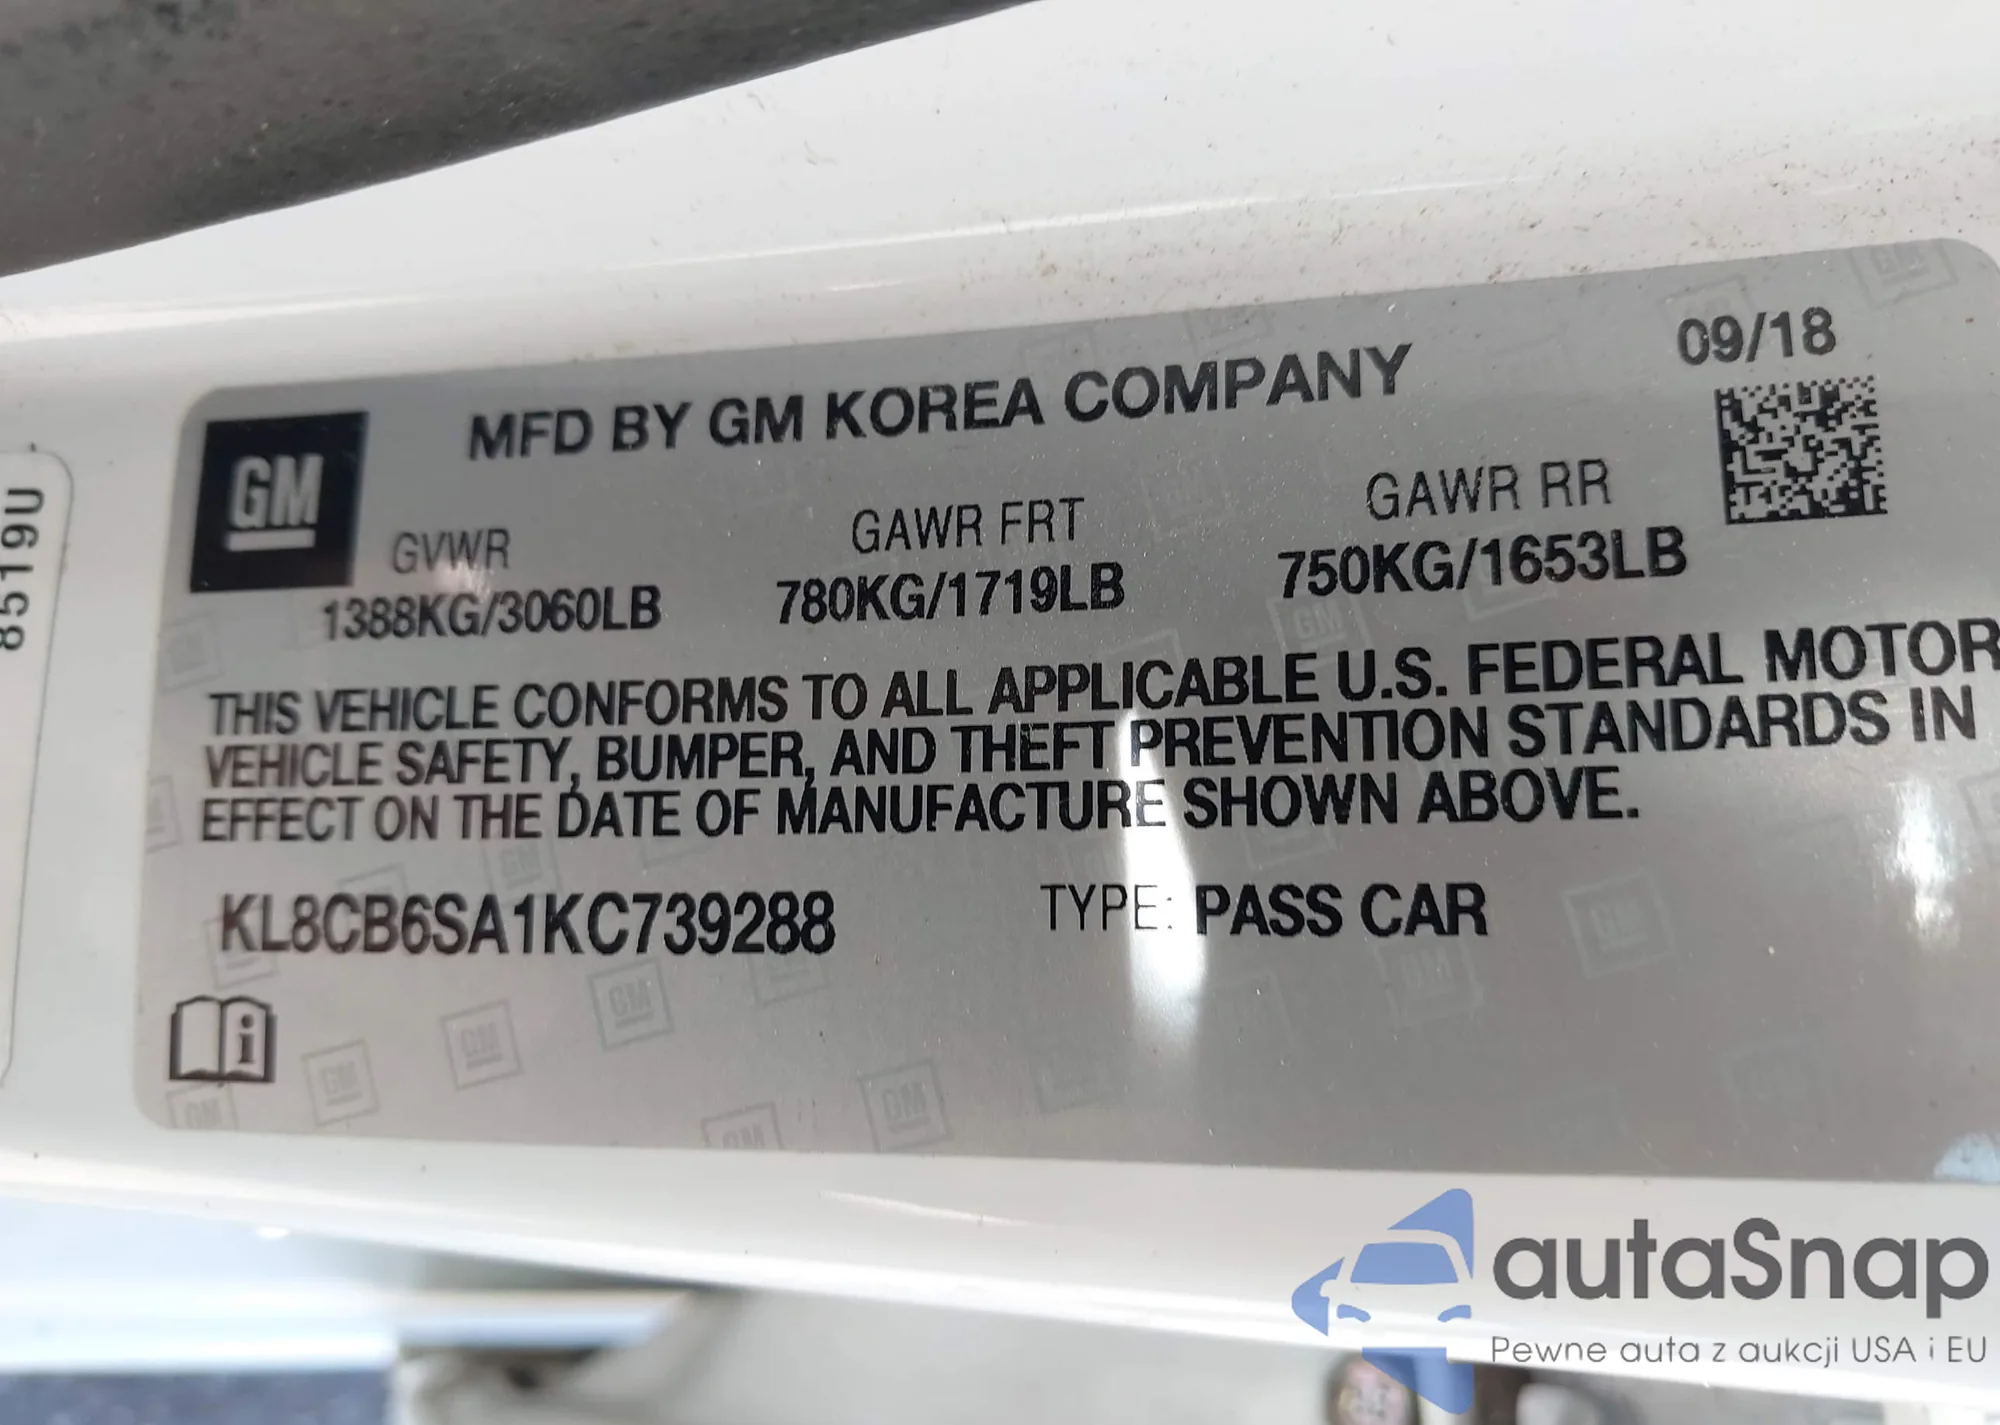 09/18
MFD BY GM KOREA COMPANY
GM
GVWR GAWR FRT GAWR RR
1388KG/3060LB 780KG/1719LB 750KG/1653LB
THIS VEHICLE CONFORMS TO ALL APPLICABLE U.S. FEDERAL MOTOR
VEHICLE SAFETY, BUMPER, AND THEFT PREVENTION STANDARDS IN
EFFECT ON THE DATE OF MANUFACTURE SHOWN ABOVE.
KL8CB6SA1KC739288 TYPE: PASS CAR
i
85119U
autaSnap
Pewne auta z aukcji USA i EU